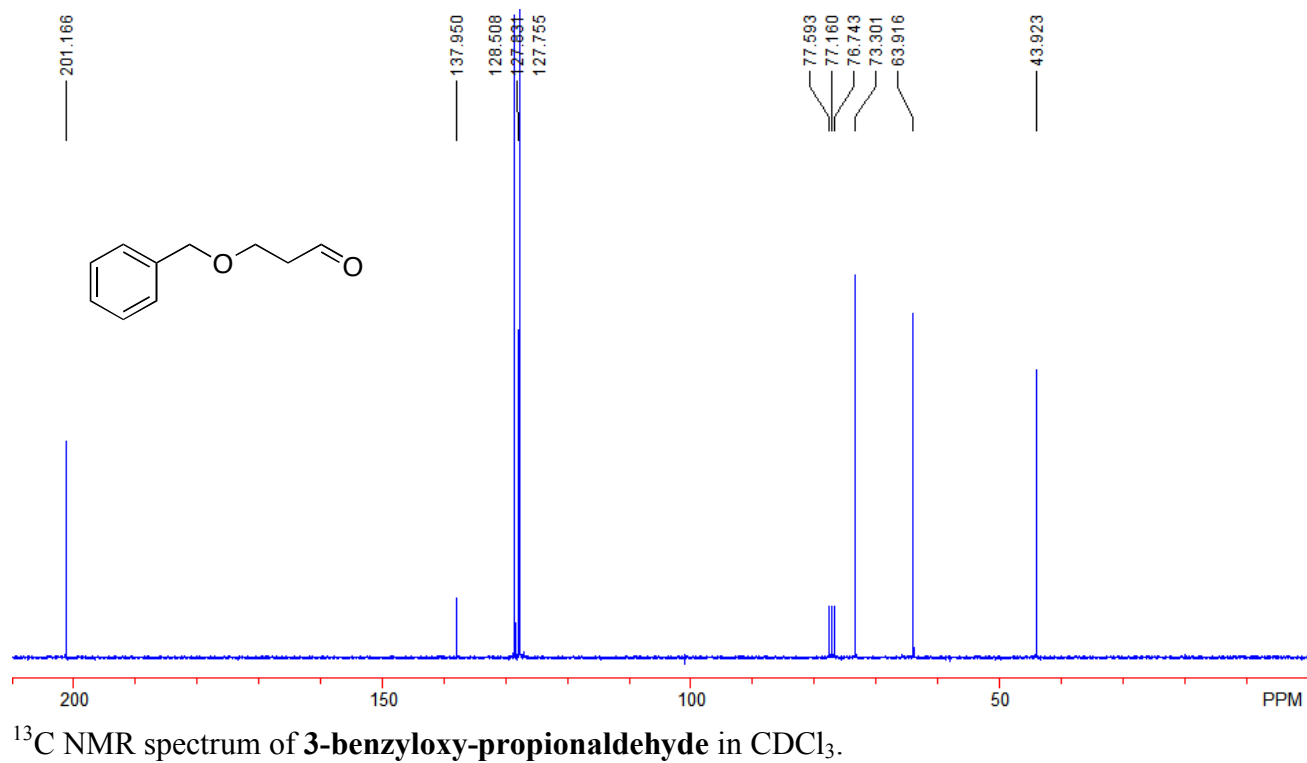 201.166
137.950
128.508
127.831
127.755
77.593
77.160
76.743
73.301
63.916
43.923
O
O
200 150 100 50 PPM
¹³C NMR spectrum of 3-benzyloxy-propionaldehyde in CDCl₃.